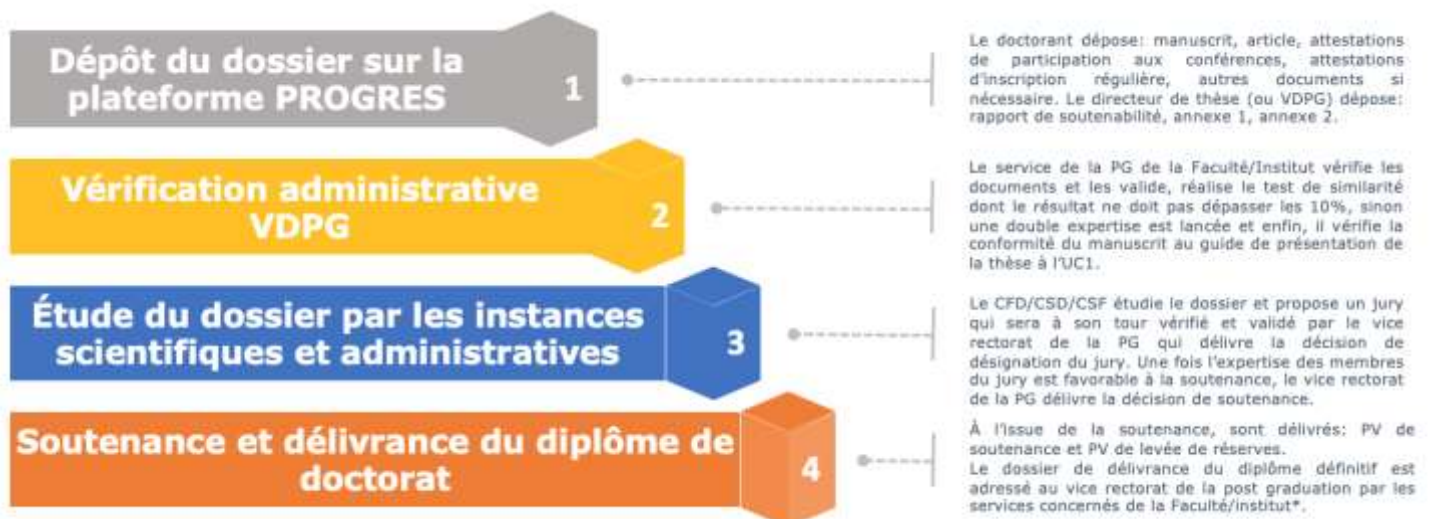 Dépôt du dossier sur la
plateforme PROGRES
1
Le doctorant dépose: manuscrit, article, attestations
de participation aux conférences, attestations
d'inscription régulière, autres documents si
nécessaire. Le directeur de thèse (ou VDPG) dépose:
rapport de soutenabilité, annexe 1, annexe 2.
Vérification administrative
VDPG
2
Le service de la PG de la Faculté/Institut vérifie les
documents et les valide, réalise le test de similarité
dont le résultat ne doit pas dépasser les 10%, sinon
une double expertise est lancée et enfin, il vérifie la
conformité du manuscrit au guide de présentation de
la thèse à l'UC1.
Étude du dossier par les instances
scientifiques et administratives
3
Le CFD/CSD/CSF étudie le dossier et propose un jury
qui sera à son tour vérifié et validé par le vice
rectorat de la PG qui délivre la décision de
désignation du jury. Une fois l'expertise des membres
du jury est favorable à la soutenance, le vice rectorat
de la PG délivre la décision de soutenance.
Soutenance et délivrance du diplôme de
doctorat
4
À l'issue de la soutenance, sont délivrés: PV de
soutenance et PV de levée de réserves.
Le dossier de délivrance du diplôme définitif est
adressé au vice rectorat de la post graduation par les
services concernés de la Faculté/institut*.